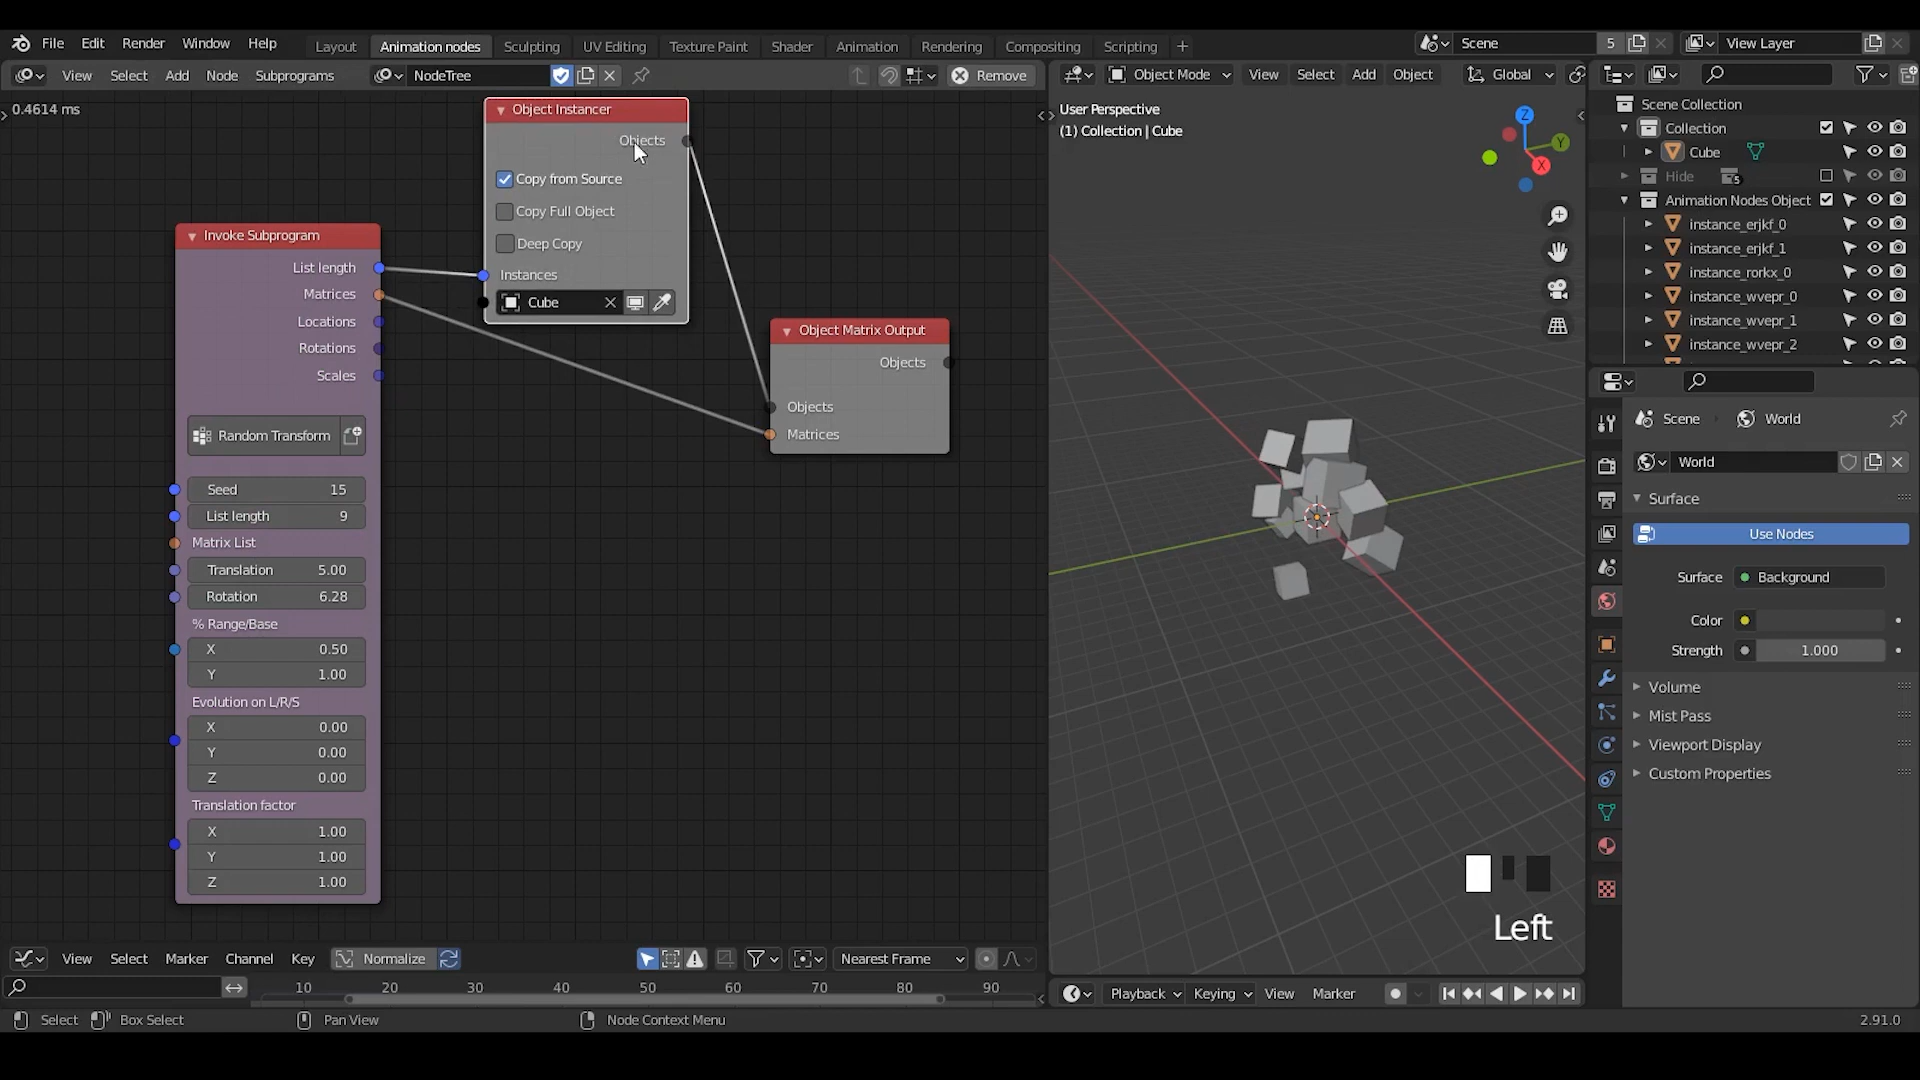 File Edit Render Window Help Layout Animation nodes Sculpting UV Editing Texture Paint Shader Animation Rendering Compositing Scripting + Scene 5 View Layer
View Select Add Node Subprograms NodeTree Remove
Object Mode View Select Add Object Global
0.4614 ms
Object Instancer
Objects
Copy from Source
Copy Full Object
Deep Copy
Instances
Cube
Invoke Subprogram
List length
Matrices
Locations
Rotations
Scales
Random Transform
Seed 15
List length 9
Matrix List
Translation 5.00
Rotation 6.28
% Range/Base
X 0.50
Y 1.00
Evolution on L/R/S
X 0.00
Y 0.00
Z 0.00
Translation factor
X 1.00
Y 1.00
Z 1.00
Object Matrix Output
Objects
Objects
Matrices
User Perspective
(1) Collection | Cube
Z
Y
X
Left
Scene Collection
Collection
Cube
Hide 5
Animation Nodes Object
instance_erjkf_0
instance_erjkf_1
instance_rorkx_0
instance_wvepr_0
instance_wvepr_1
instance_wvepr_2
Scene World
World
Surface
Use Nodes
Surface Background
Color
Strength 1.000
Volume
Mist Pass
Viewport Display
Custom Properties
View Select Marker Channel Key Normalize Nearest Frame
10 20 30 40 50 60 70 80 90
Playback Keying View Marker
Select Box Select Pan View Node Context Menu 2.91.0